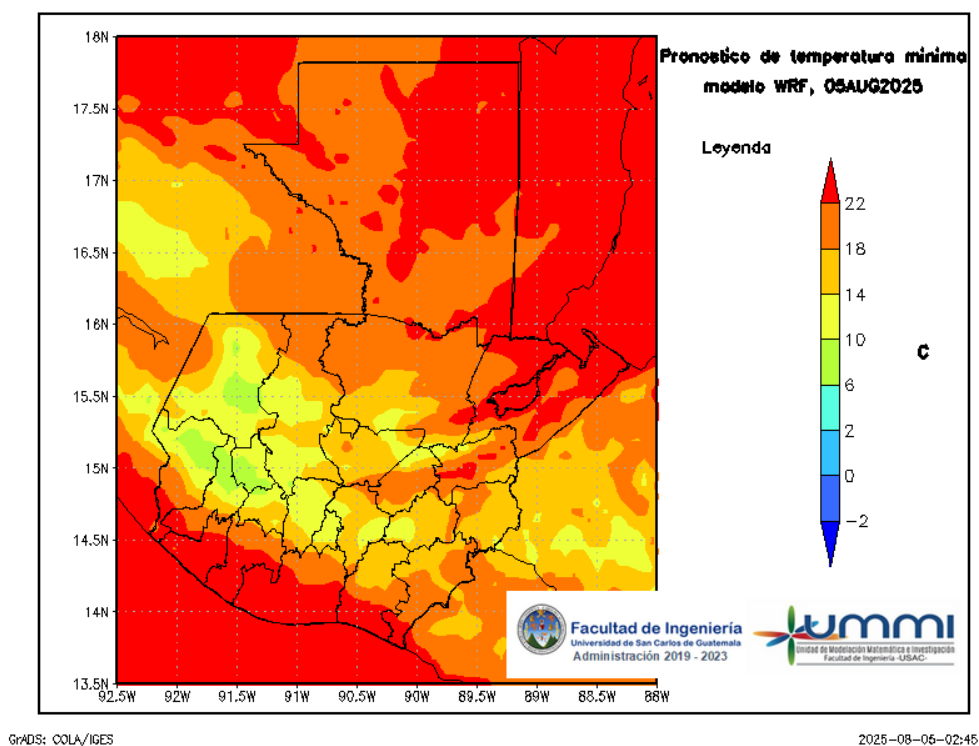 Pronostico de temperatura minima
modelo WRF, 05AUG2025
Leyenda
22
18
14
10
6
2
0
-2
C
18N
17.5N
17N
16.5N
16N
15.5N
15N
14.5N
14N
13.5N
92.5W
92W
91.5W
91W
90.5W
90W
89.5W
89W
88.5W
88W
Facultad de Ingeniería
Universidad de San Carlos de Guatemala
Administración 2019 - 2023
ummi
Unidad de Modelación Matemática e Investigación
Facultad de Ingeniería -USAC-
GrADS: COLA/IGES
2025-08-05-02:45